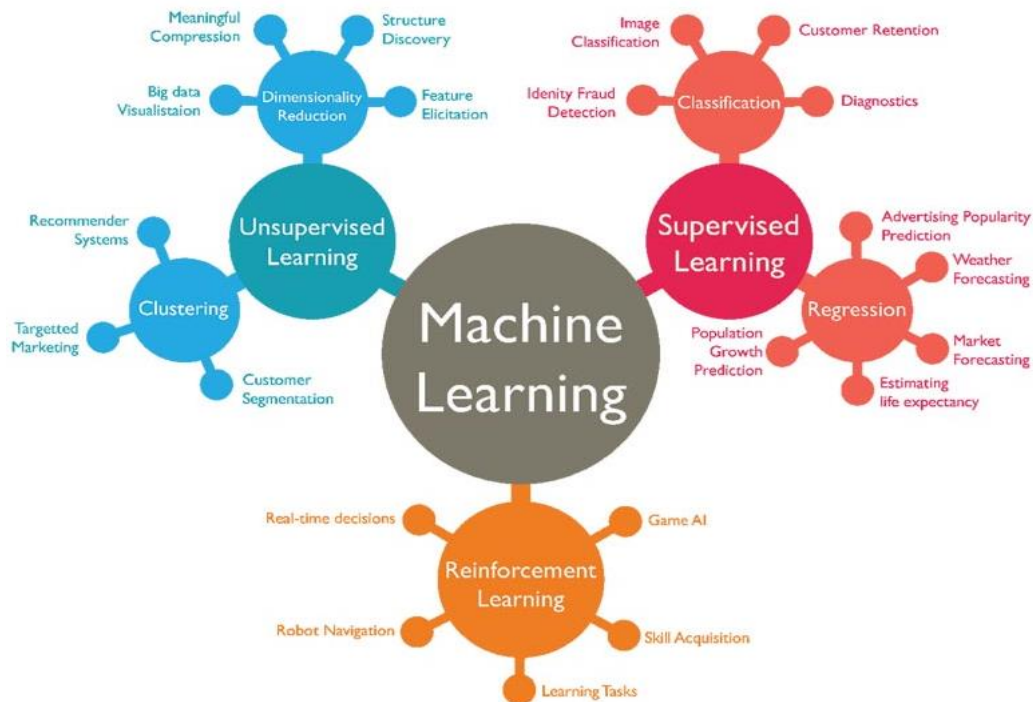 Meaningful
Compression
Structure
Discovery
Big data
Visualistaion
Dimensionality
Reduction
Feature
Elicitation
Unsupervised
Learning
Recommender
Systems
Clustering
Targetted
Marketing
Customer
Segmentation
Machine
Learning
Image
Classification
Customer Retention
Idenity Fraud
Detection
Classification
Diagnostics
Supervised
Learning
Advertising Popularity
Prediction
Weather
Forecasting
Regression
Population
Growth
Prediction
Market
Forecasting
Estimating
life expectancy
Real-time decisions
Game AI
Reinforcement
Learning
Robot Navigation
Skill Acquisition
Learning Tasks